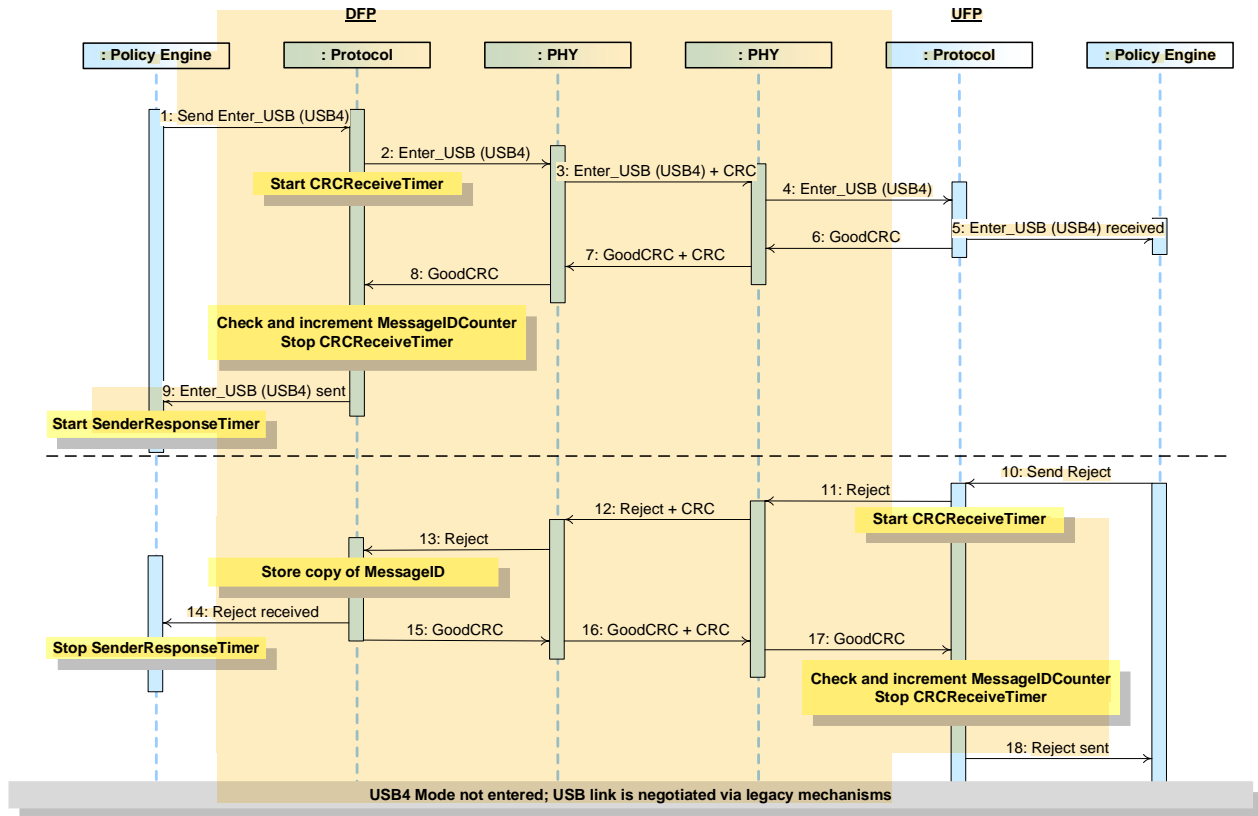 DFP
UFP
: Policy Engine
: Protocol
: PHY
: PHY
: Protocol
: Policy Engine
1: Send Enter_USB (USB4)
2: Enter_USB (USB4)
Start CRCReceiveTimer
3: Enter_USB (USB4) + CRC
4: Enter_USB (USB4)
5: Enter_USB (USB4) received
6: GoodCRC
7: GoodCRC + CRC
8: GoodCRC
Check and increment MessageIDCounter
Stop CRCReceiveTimer
9: Enter_USB (USB4) sent
Start SenderResponseTimer
10: Send Reject
11: Reject
Start CRCReceiveTimer
12: Reject + CRC
13: Reject
Store copy of MessageID
14: Reject received
15: GoodCRC
16: GoodCRC + CRC
17: GoodCRC
Stop SenderResponseTimer
Check and increment MessageIDCounter
Stop CRCReceiveTimer
18: Reject sent
USB4 Mode not entered; USB link is negotiated via legacy mechanisms